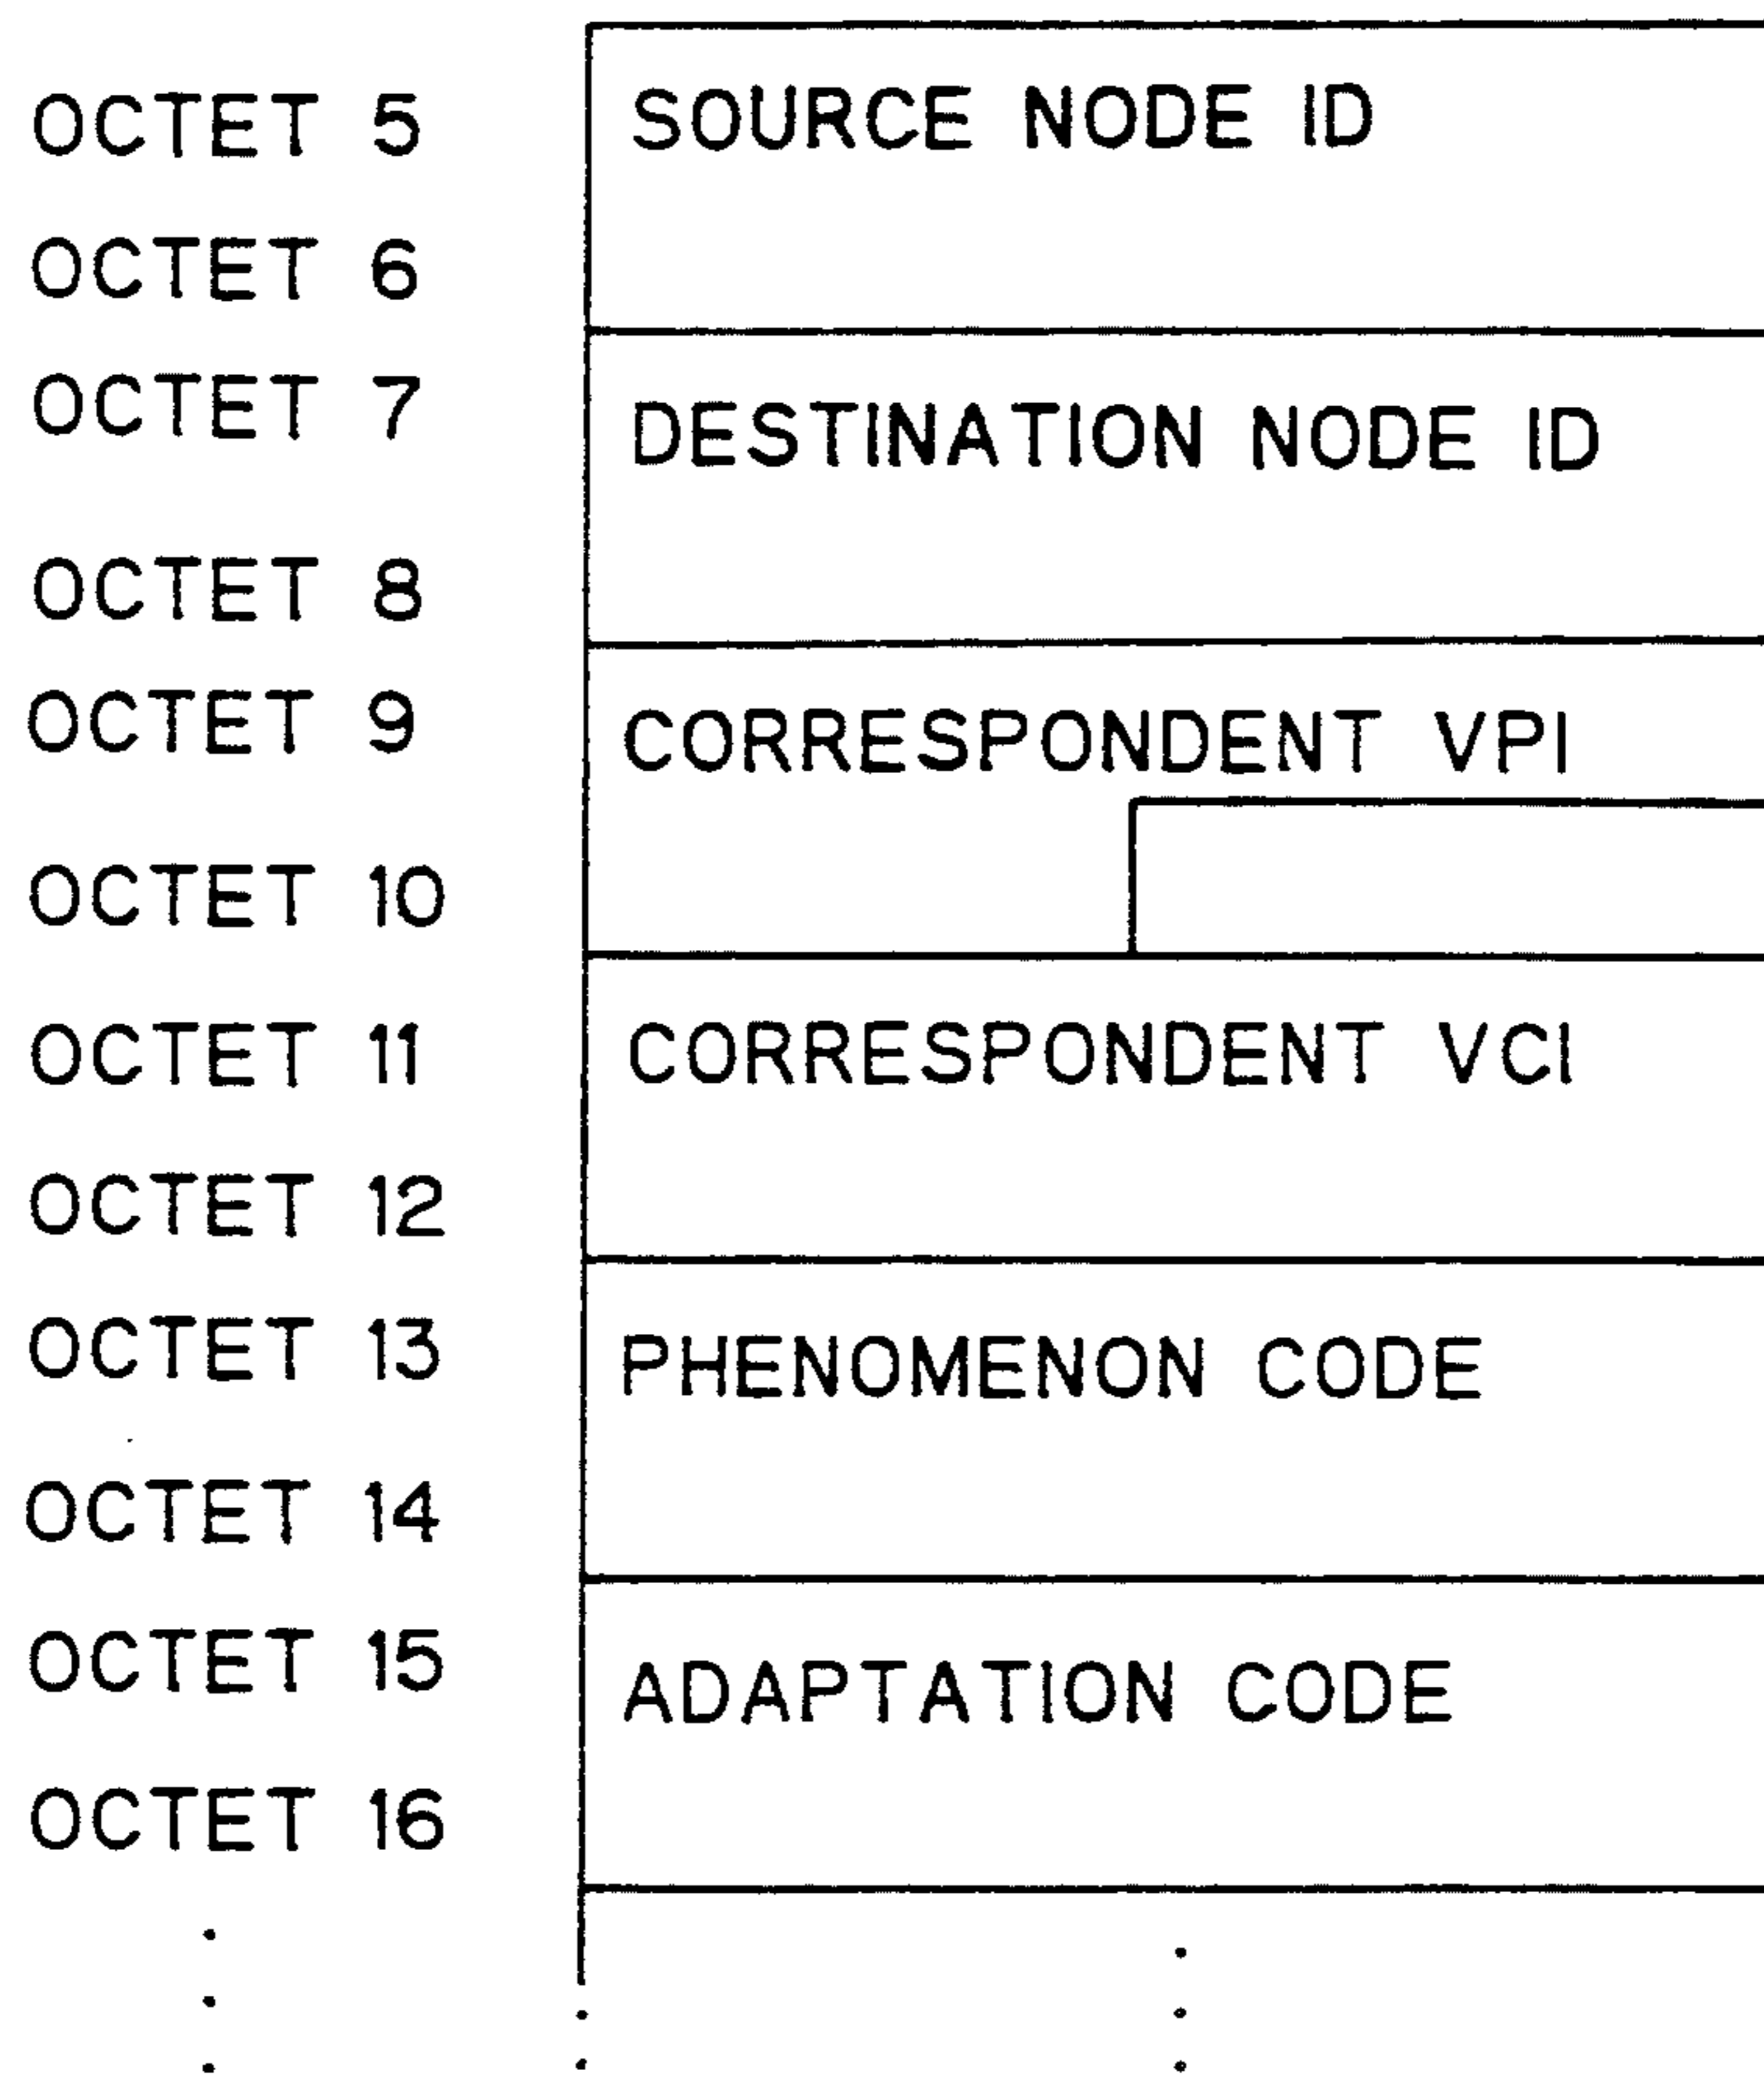 OCTET 5 SOURCE NODE ID
OCTET 6
OCTET 7 DESTINATION NODE ID
OCTET 8
OCTET 9 CORRESPONDENT VPI
OCTET 10
OCTET 11 CORRESPONDENT VCI
OCTET 12
OCTET 13 PHENOMENON CODE
OCTET 14
OCTET 15 ADAPTATION CODE
OCTET 16